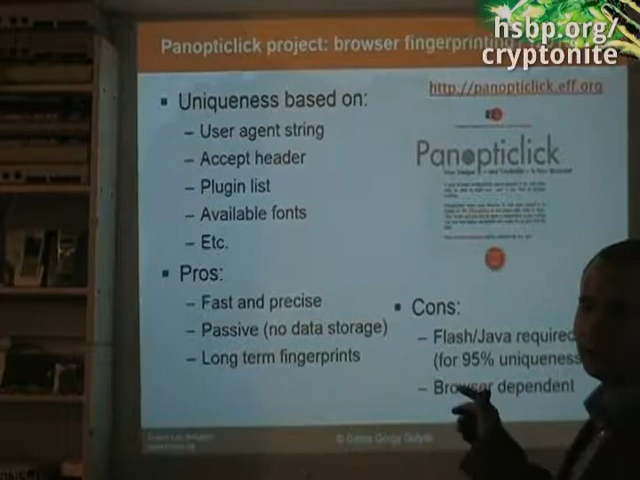 hsbp.org/
cryptonite
Panopticlick project: browser fingerprinting
http://panopticlick.eff.org
▪ Uniqueness based on:
– User agent string
– Accept header
– Plugin list
– Available fonts
– Etc.
Panopticlick
▪ Pros:
– Fast and precise
– Passive (no data storage)
– Long term fingerprints
▪ Cons:
– Flash/Java required
(for 95% uniqueness
– Browser dependent